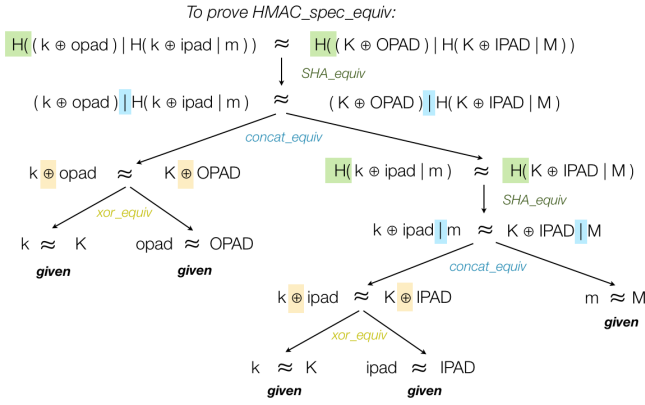 To prove HMAC_spec_equiv:
H( (k ⊕ opad) | H( k ⊕ ipad | m )) ≈ H( (K ⊕ OPAD) | H( K ⊕ IPAD | M ))
SHA_equiv
(k ⊕ opad) | H( k ⊕ ipad | m ) ≈ (K ⊕ OPAD) | H( K ⊕ IPAD | M )
concat_equiv
k ⊕ opad ≈ K ⊕ OPAD
H( k ⊕ ipad | m ) ≈ H( K ⊕ IPAD | M )
xor_equiv
SHA_equiv
k ≈ K
opad ≈ OPAD
k ⊕ ipad | m ≈ K ⊕ IPAD | M
given
given
concat_equiv
k ⊕ ipad ≈ K ⊕ IPAD
m ≈ M
xor_equiv
given
k ≈ K
ipad ≈ IPAD
given
given